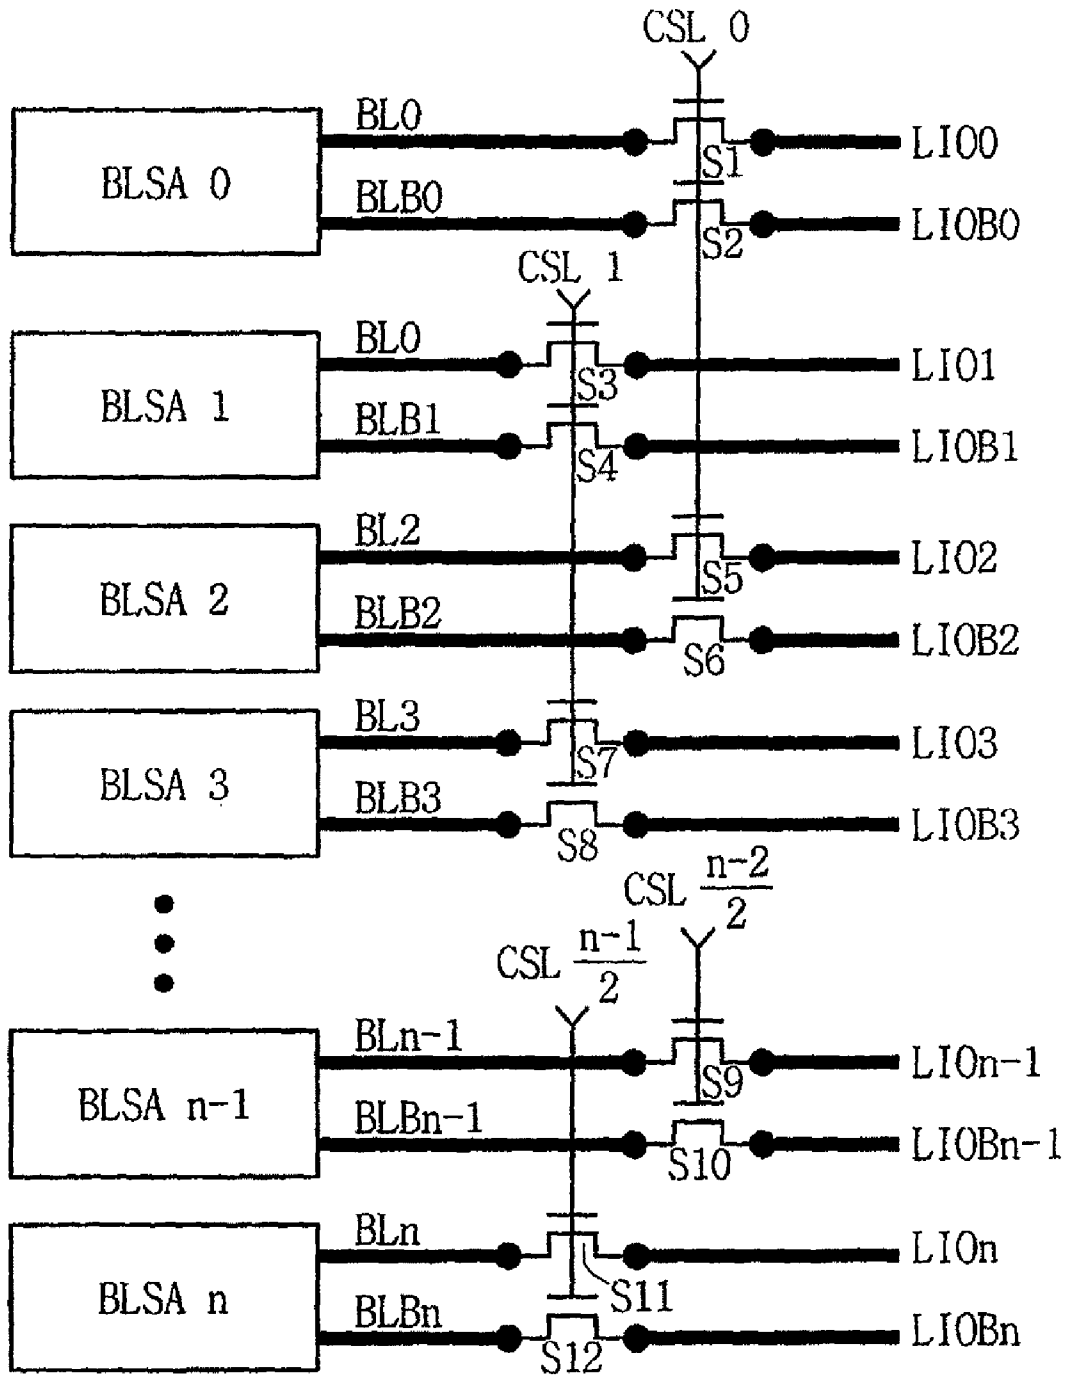 CSL 0
BL0
LIO0
BLSA 0
S1
BLB0
LIOB0
S2
CSL 1
BL0
LIO1
S3
BLSA 1
BLB1
LIOB1
S4
BL2
LIO2
S5
BLSA 2
BLB2
LIOB2
S6
BL3
LIO3
S7
BLSA 3
BLB3
LIOB3
S8
CSL n-2/2
CSL n-1/2
BLn-1
LIOn-1
S9
BLSA n-1
BLBn-1
LIOBn-1
S10
BLn
LIOn
S11
BLSA n
BLBn
LIOBn
S12